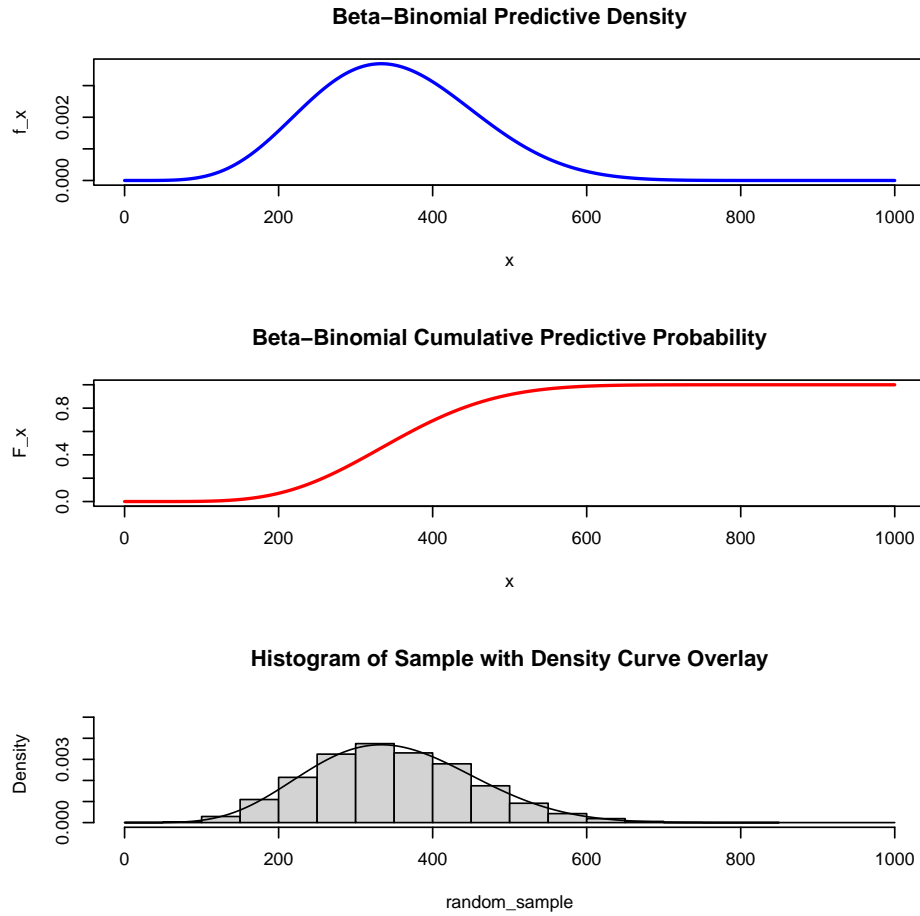 Beta−Binomial Predictive Density
f_x
0.000 0.002
0 200 400 600 800 1000
x
Beta−Binomial Cumulative Predictive Probability
F_x
0.0 0.4 0.8
0 200 400 600 800 1000
x
Histogram of Sample with Density Curve Overlay
Density
0.000 0.003
0 200 400 600 800 1000
random_sample